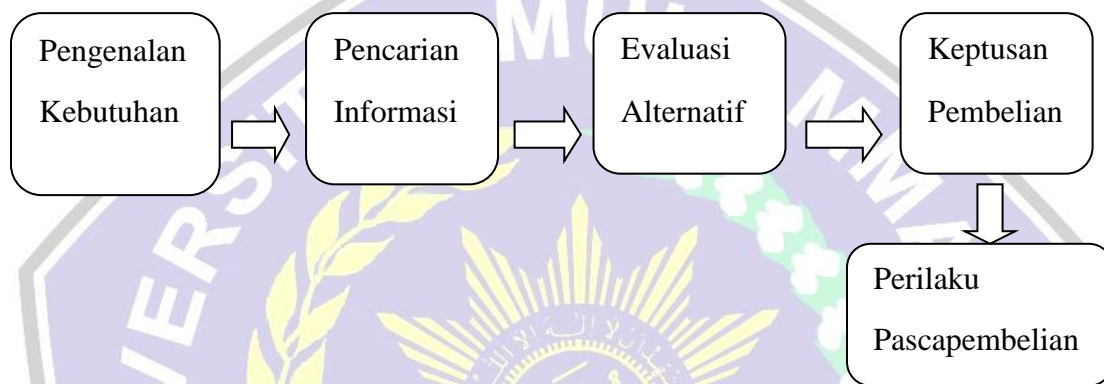 Pengenalan
Kebutuhan
Pencarian
Informasi
Evaluasi
Alternatif
Keptusan
Pembelian
Perilaku
Pascapembelian